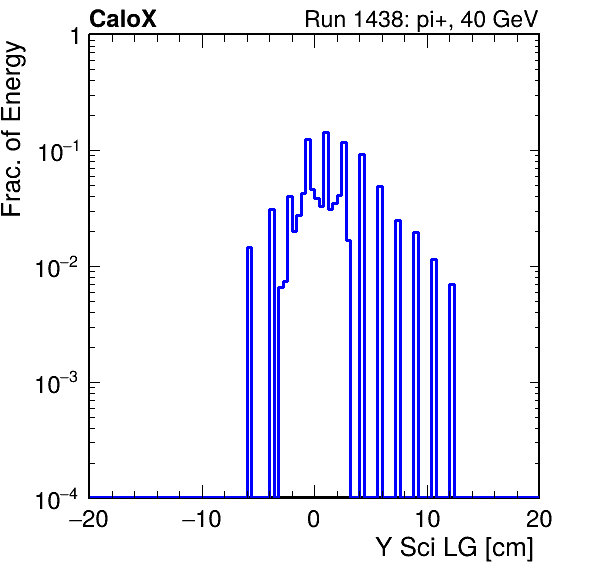 CaloX Run 1438: pi+, 40 GeV
Frac. of Energy
1
10⁻¹
10⁻²
10⁻³
10⁻⁴
−20 −10 0 10 20
Y Sci LG [cm]